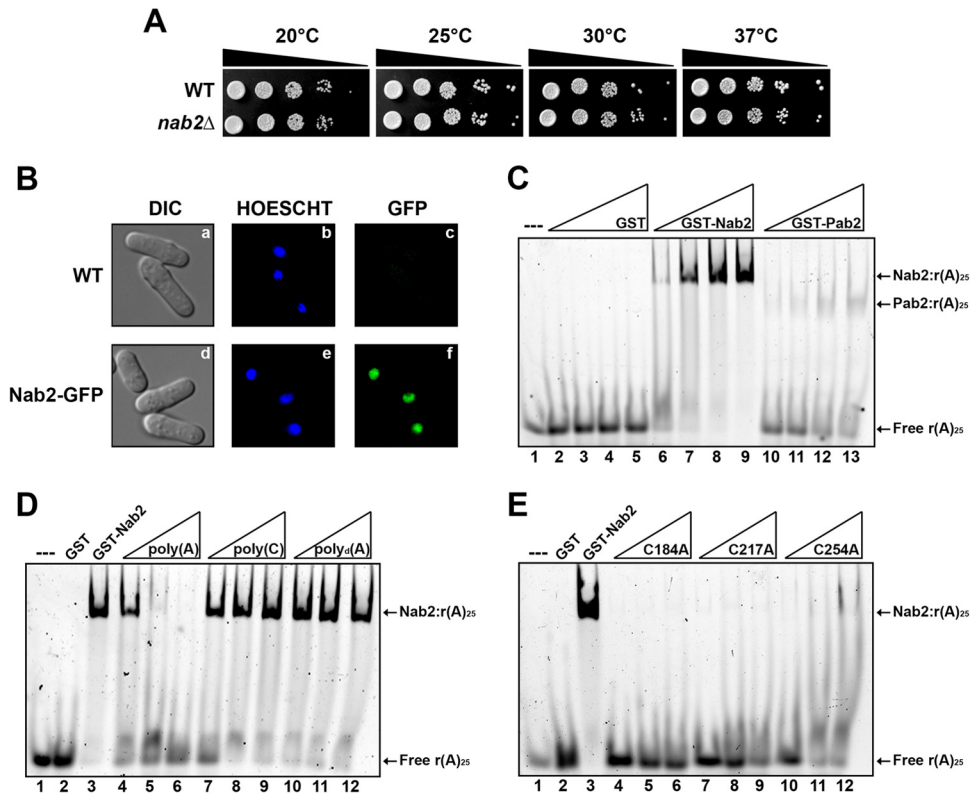 A
20°C 25°C 30°C 37°C
WT
nab2Δ
B
DIC HOESCHT GFP
WT a b c
Nab2-GFP d e f
C
--- GST GST-Nab2 GST-Pab2
←Nab2:r(A)25
←Pab2:r(A)25
←Free r(A)25
1 2 3 4 5 6 7 8 9 10 11 12 13
D
--- GST GST-Nab2 poly(A) poly(C) polyd(A)
←Nab2:r(A)25
←Free r(A)25
1 2 3 4 5 6 7 8 9 10 11 12
E
--- GST GST-Nab2 C184A C217A C254A
←Nab2:r(A)25
←Free r(A)25
1 2 3 4 5 6 7 8 9 10 11 12